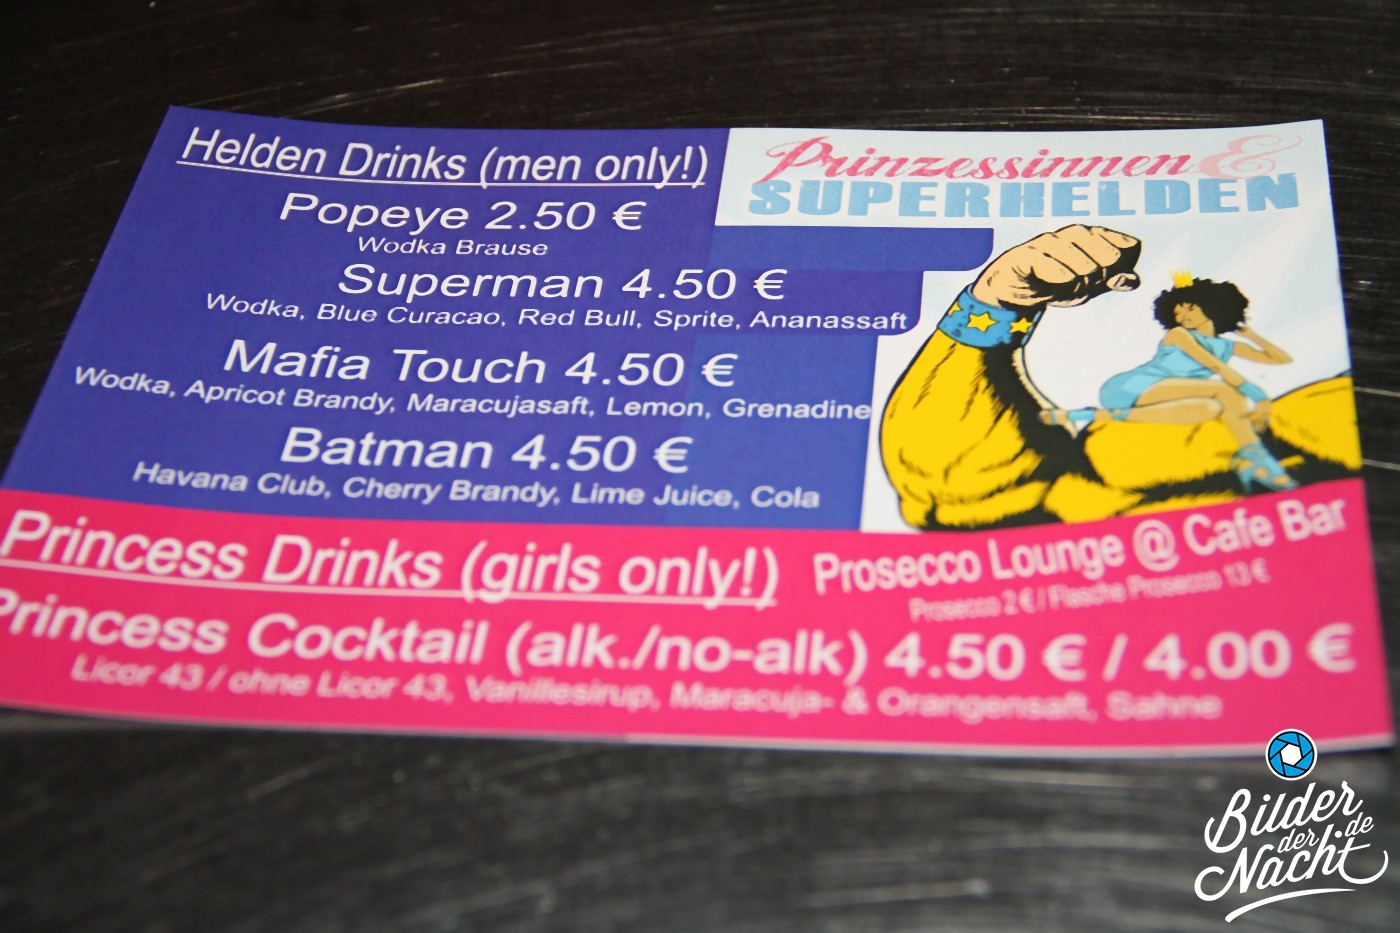 Helden Drinks (men only!)
Popeye 2.50 €
Wodka Brause
Superman 4.50 €
Wodka, Blue Curacao, Red Bull, Sprite, Ananassaft
Mafia Touch 4.50 €
Wodka, Apricot Brandy, Maracujasaft, Lemon, Grenadine
Batman 4.50 €
Havana Club, Cherry Brandy, Lime Juice, Cola
Prinzessinnen &
SUPERHELDEN
Princess Drinks (girls only!)
Prosecco Lounge @ Cafe Bar
Prosecco 2 € / Flasche Prosecco 13 €
Princess Cocktail (alk./no-alk) 4.50 € / 4.00 €
Licor 43 / ohne Licor 43, Vanillesirup, Maracuja- & Orangensaft, Sahne
Bilder
der de
Nacht